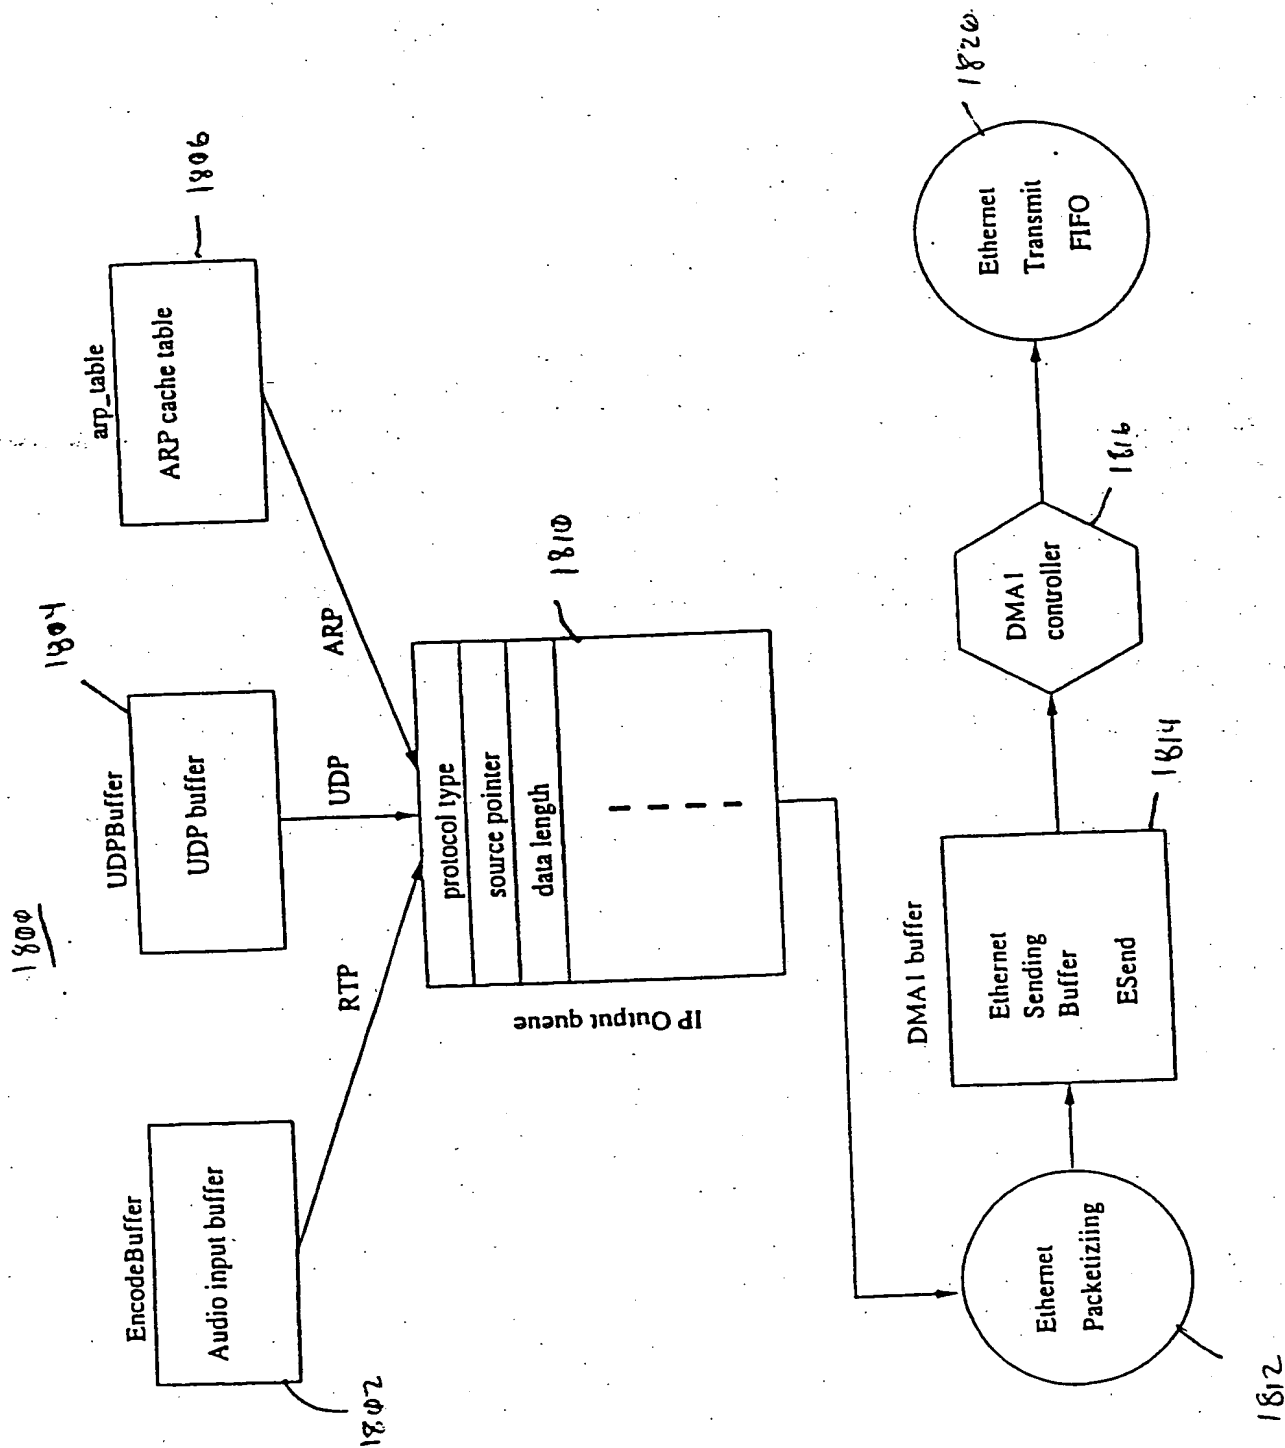 1800
EncodeBuffer
Audio input buffer
1802
UDPBuffer
UDP buffer
1804
arp_table
ARP cache table
1806
RTP
UDP
ARP
IP Output queue
protocol type
source pointer
data length
1810
Ethernet
Packetiziing
1812
DMA1 buffer
Ethernet
Sending
Buffer
ESend
1814
DMA1
controller
1816
Ethernet
Transmit
FIFO
1820